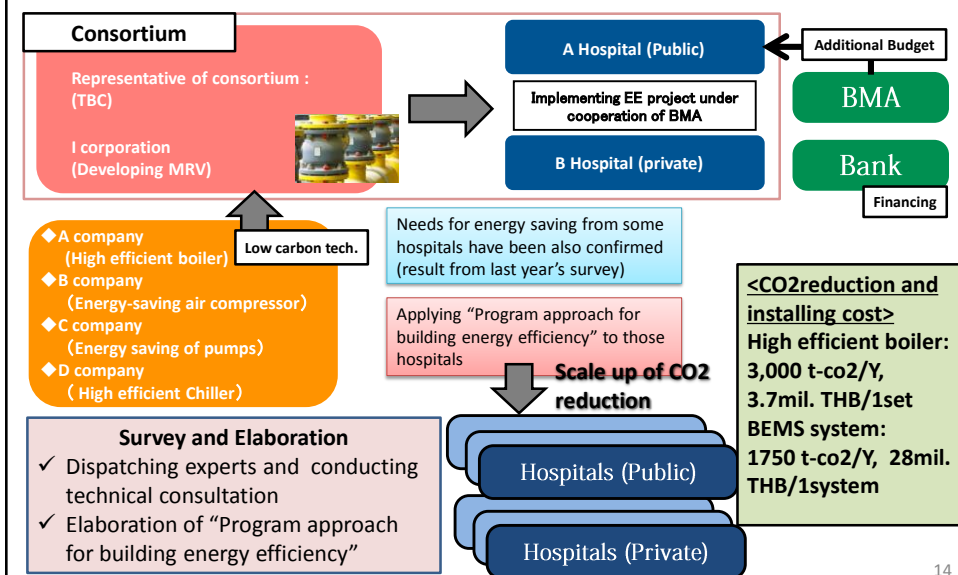 Consortium
Representative of consortium :
(TBC)
I corporation
(Developing MRV)
A Hospital (Public)
Implementing EE project under
cooperation of BMA
B Hospital (private)
Additional Budget
BMA
Bank
Financing
◆A company
(High efficient boiler)
◆B company
（Energy-saving air compressor）
◆C company
（Energy saving of pumps）
◆D company
（ High efficient Chiller）
Low carbon tech.
Needs for energy saving from some
hospitals have been also confirmed
(result from last year’s survey)
Applying “Program approach for
building energy efficiency” to those
hospitals
Scale up of CO2
reduction
Hospitals (Public)
Hospitals (Private)
<CO2reduction and
installing cost>
High efficient boiler:
3,000 t-co2/Y,
3.7mil. THB/1set
BEMS system:
1750 t-co2/Y, 28mil.
THB/1system
Survey and Elaboration
✓ Dispatching experts and conducting
technical consultation
✓ Elaboration of “Program approach
for building energy efficiency”
14